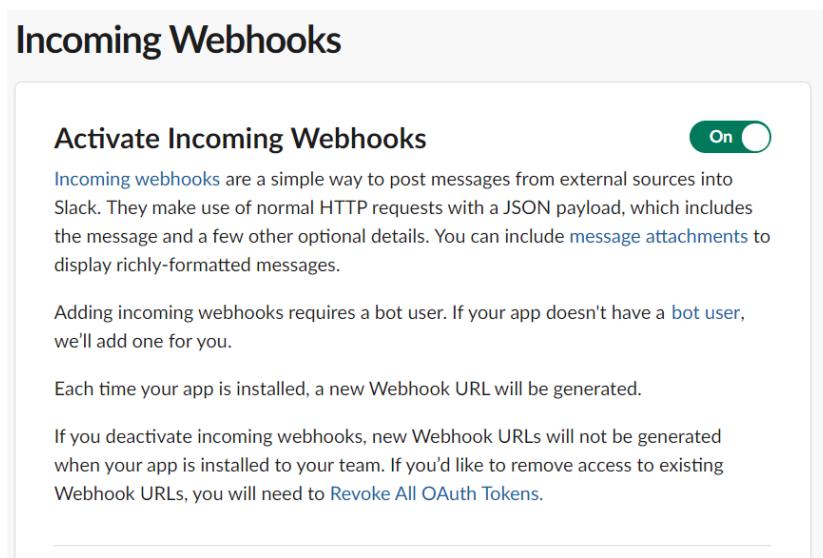 Incoming Webhooks
Activate Incoming Webhooks
On
Incoming webhooks are a simple way to post messages from external sources into
Slack. They make use of normal HTTP requests with a JSON payload, which includes
the message and a few other optional details. You can include message attachments to
display richly-formatted messages.
Adding incoming webhooks requires a bot user. If your app doesn't have a bot user,
we’ll add one for you.
Each time your app is installed, a new Webhook URL will be generated.
If you deactivate incoming webhooks, new Webhook URLs will not be generated
when your app is installed to your team. If you’d like to remove access to existing
Webhook URLs, you will need to Revoke All OAuth Tokens.